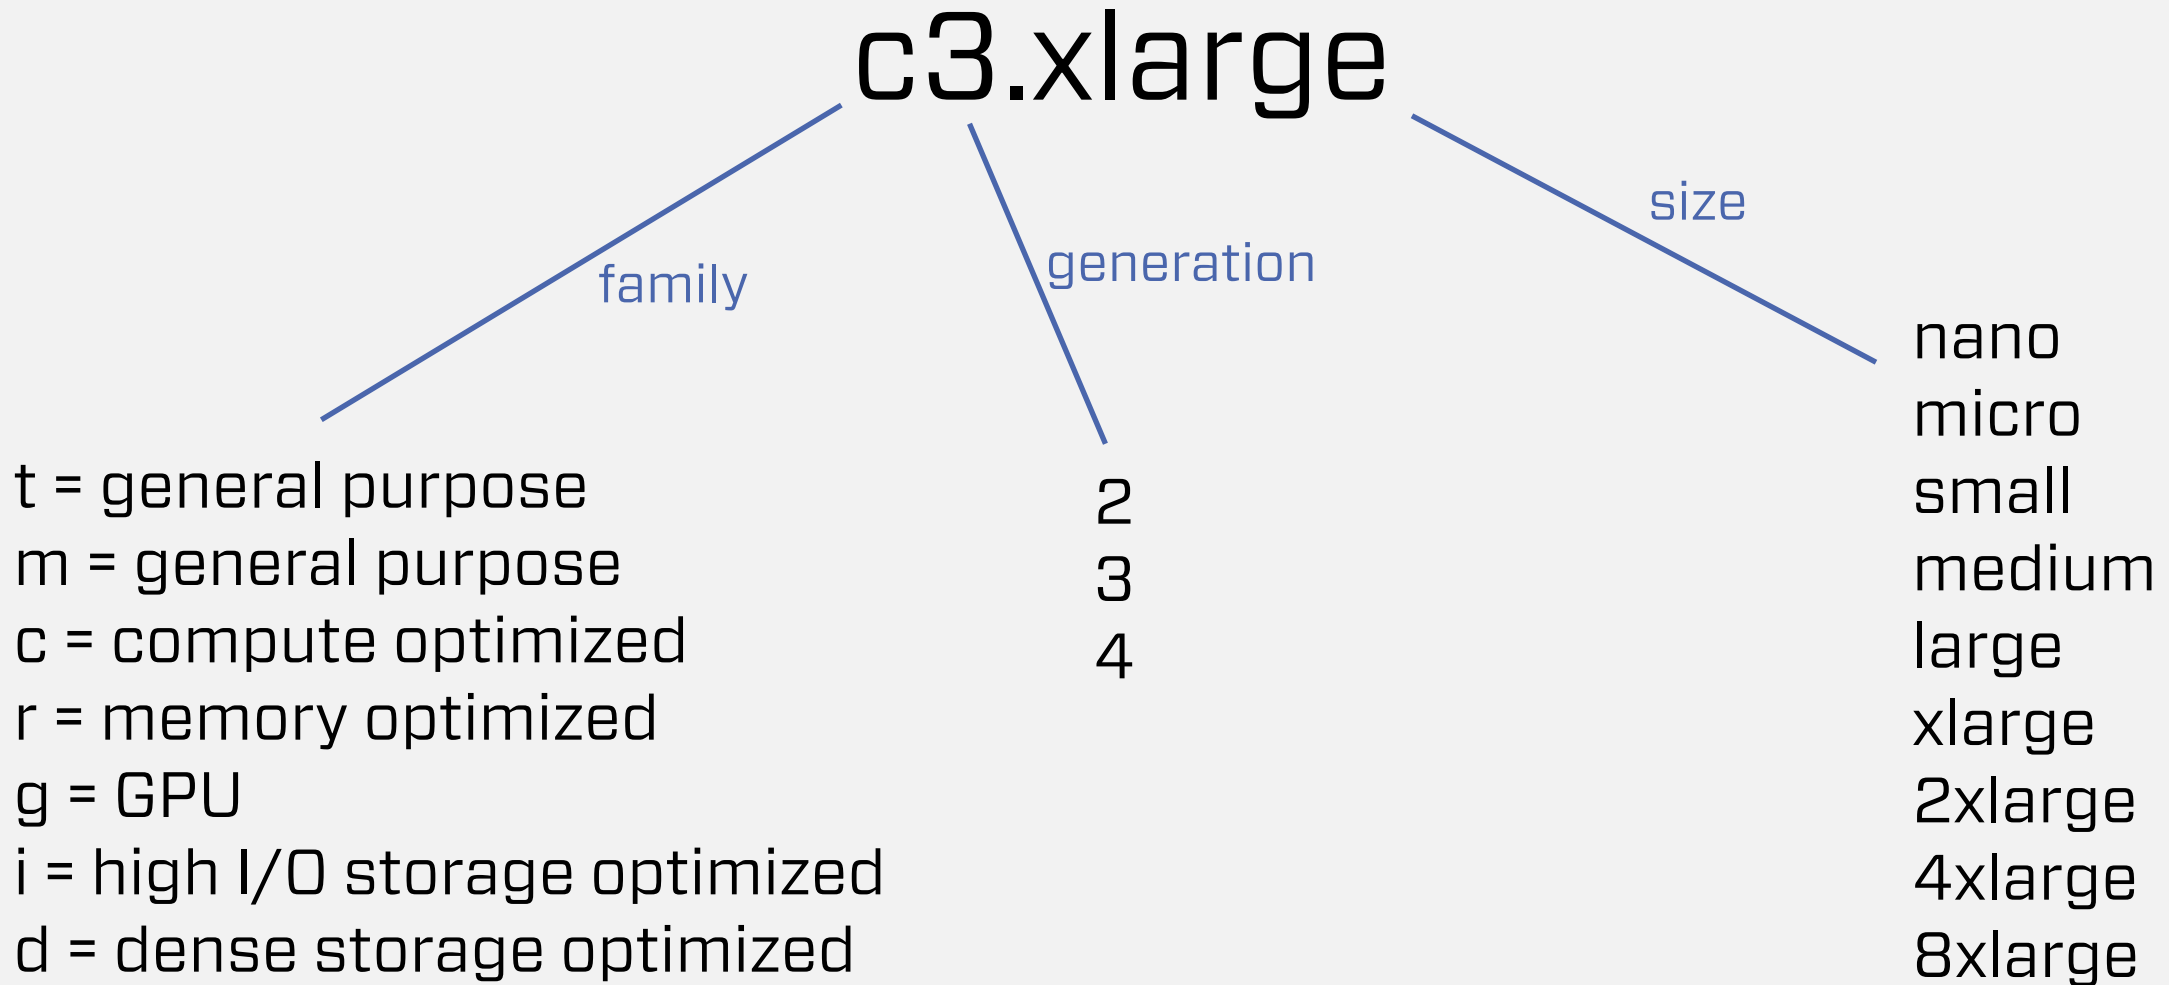 c3.xlarge
family
generation
size
t = general purpose
m = general purpose
c = compute optimized
r = memory optimized
g = GPU
i = high I/O storage optimized
d = dense storage optimized
2
3
4
nano
micro
small
medium
large
xlarge
2xlarge
4xlarge
8xlarge